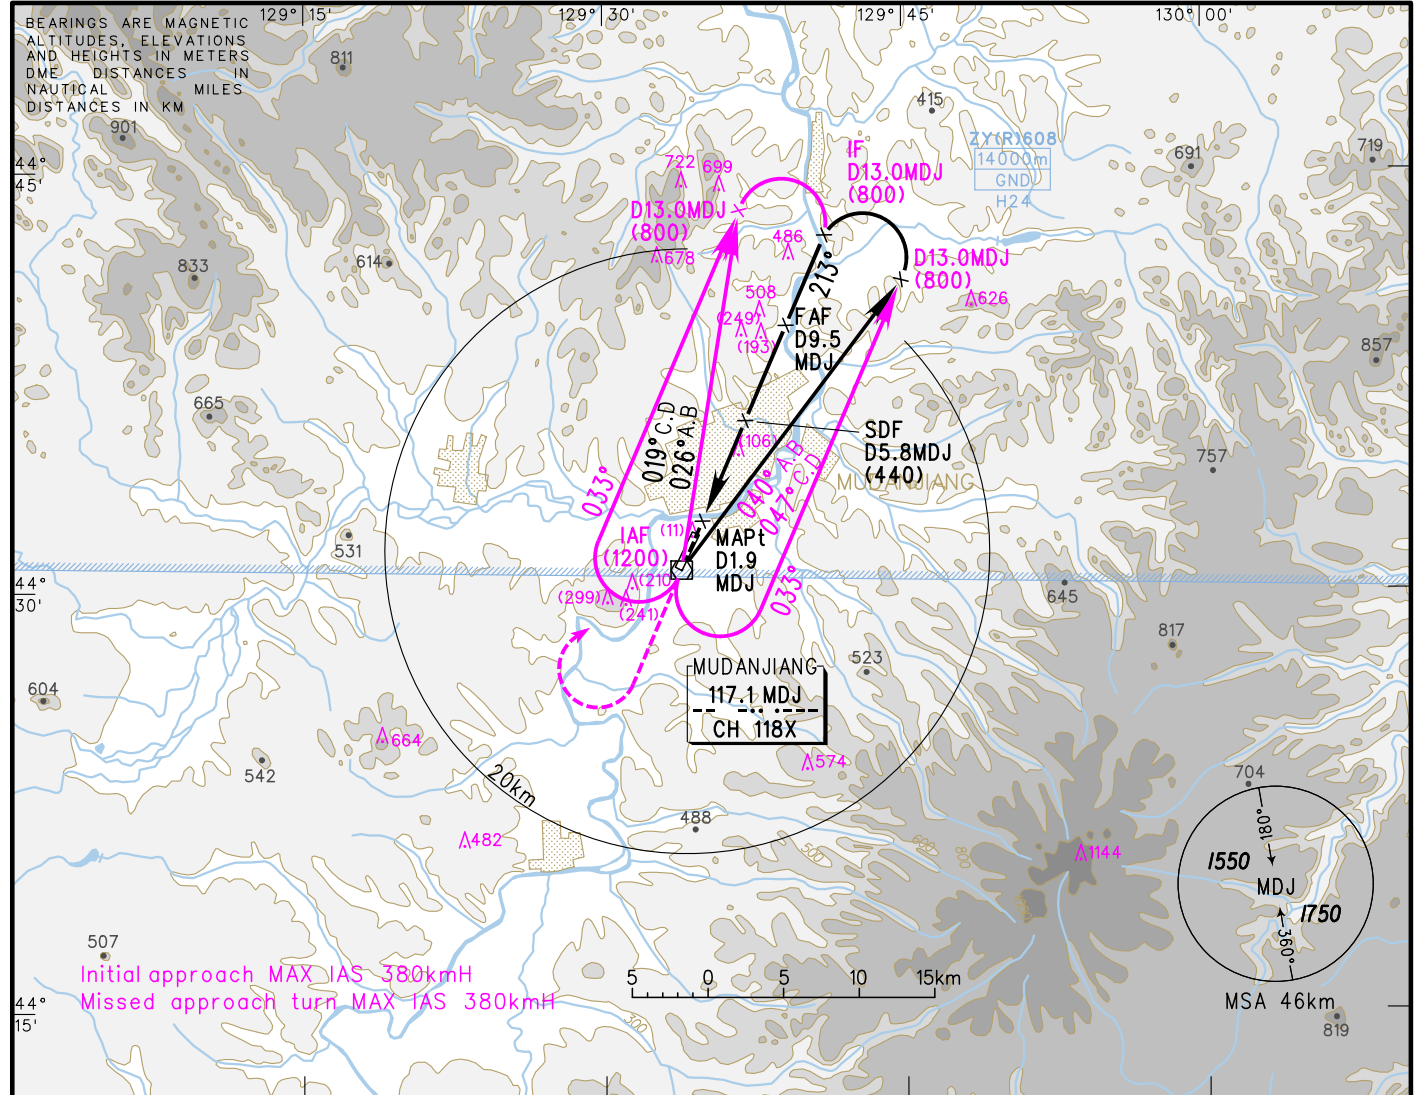 129°15'
129°30'
129°45'
130°00'
BEARINGS ARE MAGNETIC
ALTITUDES, ELEVATIONS
AND HEIGHTS IN METERS
DME DISTANCES IN
NAUTICAL MILES
DISTANCES IN KM
811
901
415
ZY(R)608
14000m
GND
H24
691
719
44°
45'
722
699
IF
D13.0MDJ
(800)
D13.0MDJ
(800)
486
678
614
833
213°
D13.0MDJ
(800)
626
508
(249)
(193)
FAF
D9.5
MDJ
857
665
019° C.D
026° A.B
(106)
SDF
D5.8MDJ
(440)
MUDANJIANG
757
033°
040° A.B
047° C.D
531
IAF
(1200)
(11)
MAPt
D1.9
MDJ
(210
(299)
(241)
033°
44°
30'
645
817
523
604
MUDANJIANG
117.1 MDJ
CH 118X
664
542
574
704
20km
488
482
500
600
800
1144
180°
1550
MDJ
1750
360°
MSA 46km
507
Initial approach MAX IAS 380kmH
Missed approach turn MAX IAS 380kmH
5 0 5 10 15km
44°
15'
300
819